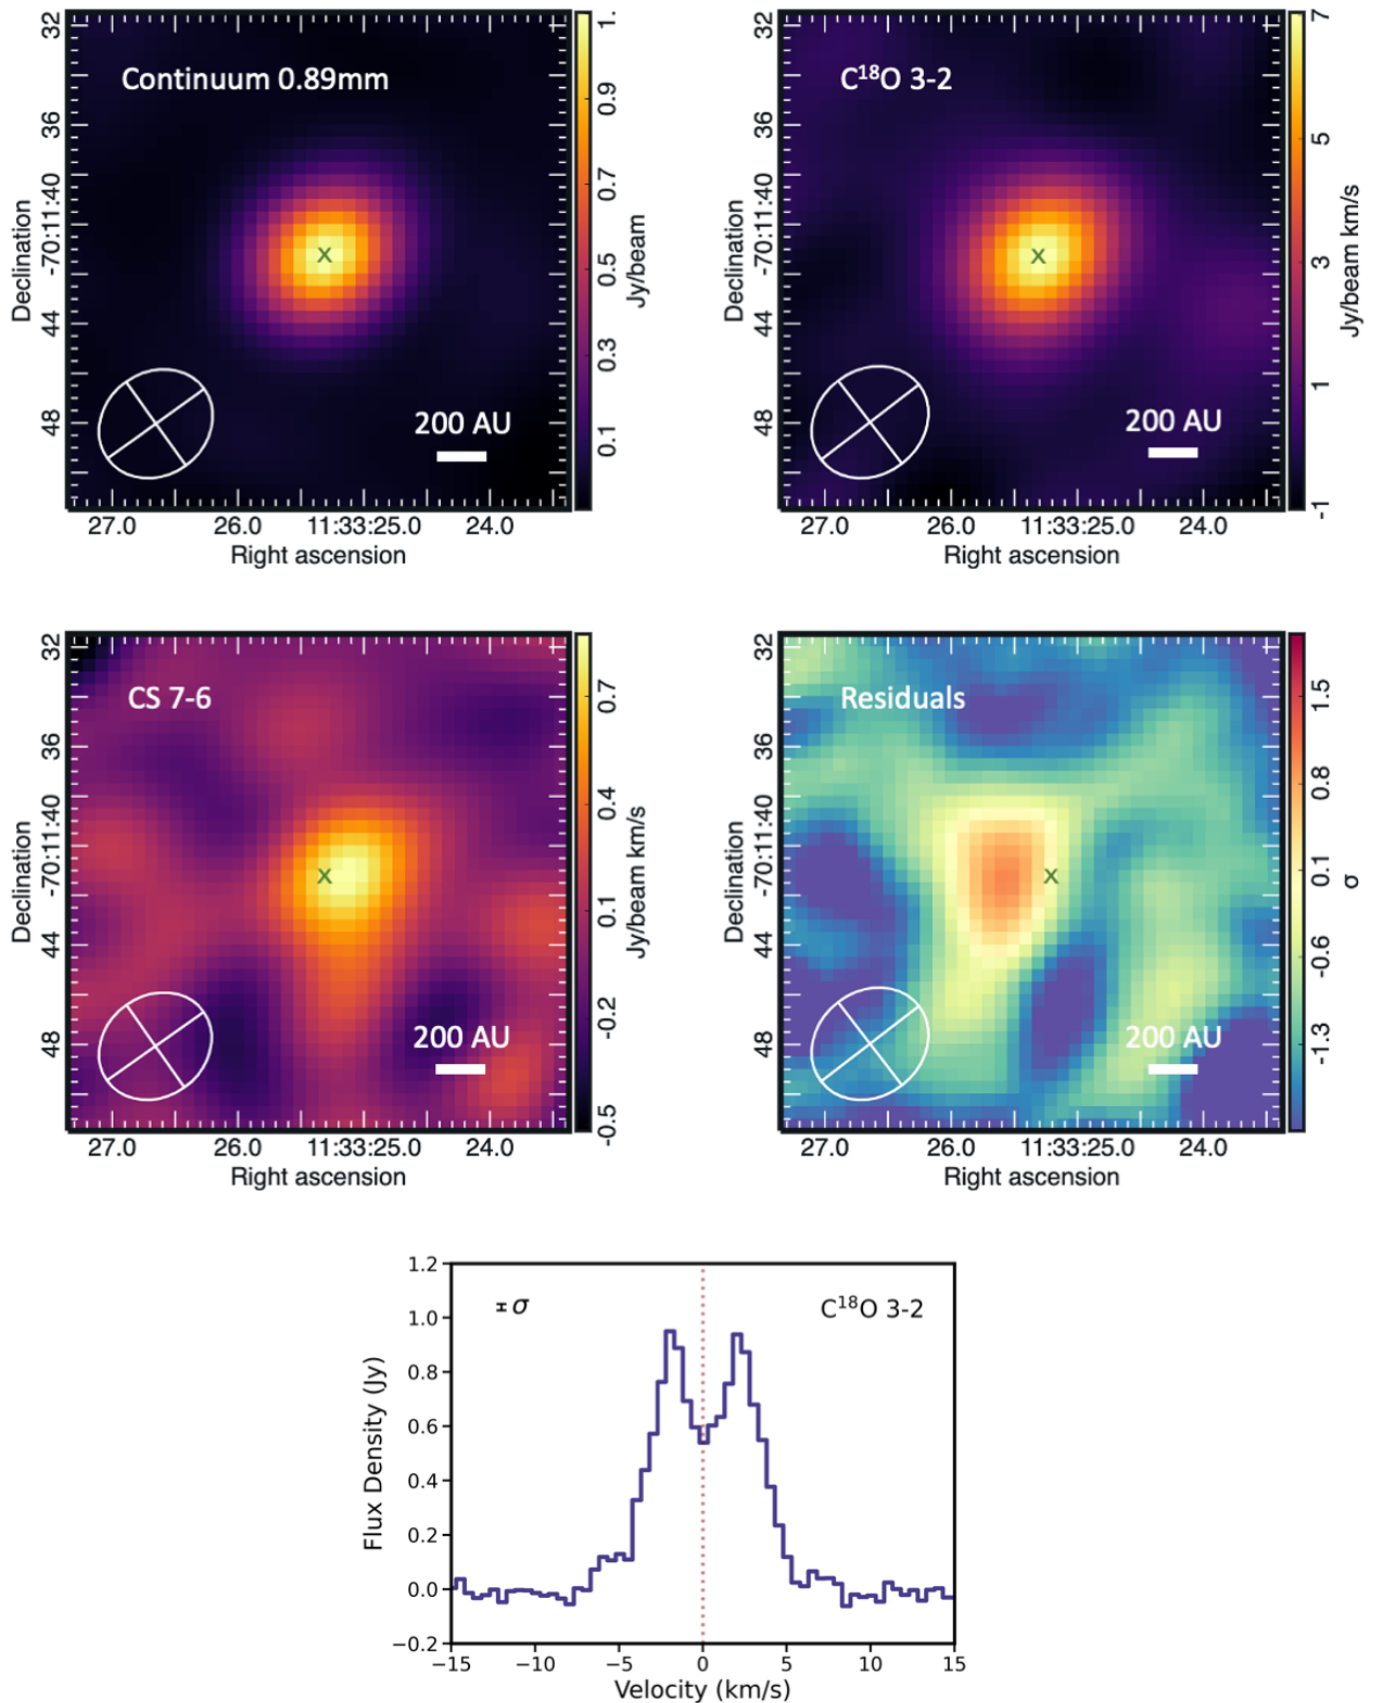 Continuum 0.89mm
200 AU
32
36
-70:11:40
44
48
Declination
27.0 26.0 11:33:25.0 24.0
Right ascension
1.
0.9
0.7
0.5
0.3
0.1
Jy/beam
C¹⁸O 3-2
200 AU
32
36
-70:11:40
44
48
Declination
27.0 26.0 11:33:25.0 24.0
Right ascension
7
5
3
1
-1
Jy/beam km/s
CS 7-6
200 AU
32
36
-70:11:40
44
48
Declination
27.0 26.0 11:33:25.0 24.0
Right ascension
0.7
0.4
0.1
-0.2
-0.5
Jy/beam km/s
Residuals
200 AU
32
36
-70:11:40
44
48
Declination
27.0 26.0 11:33:25.0 24.0
Right ascension
1.5
0.8
0.1
-0.6
-1.3
σ
σ
C¹⁸O 3-2
1.2
1.0
0.8
0.6
0.4
0.2
0.0
−0.2
Flux Density (Jy)
−15 −10 −5 0 5 10 15
Velocity (km/s)